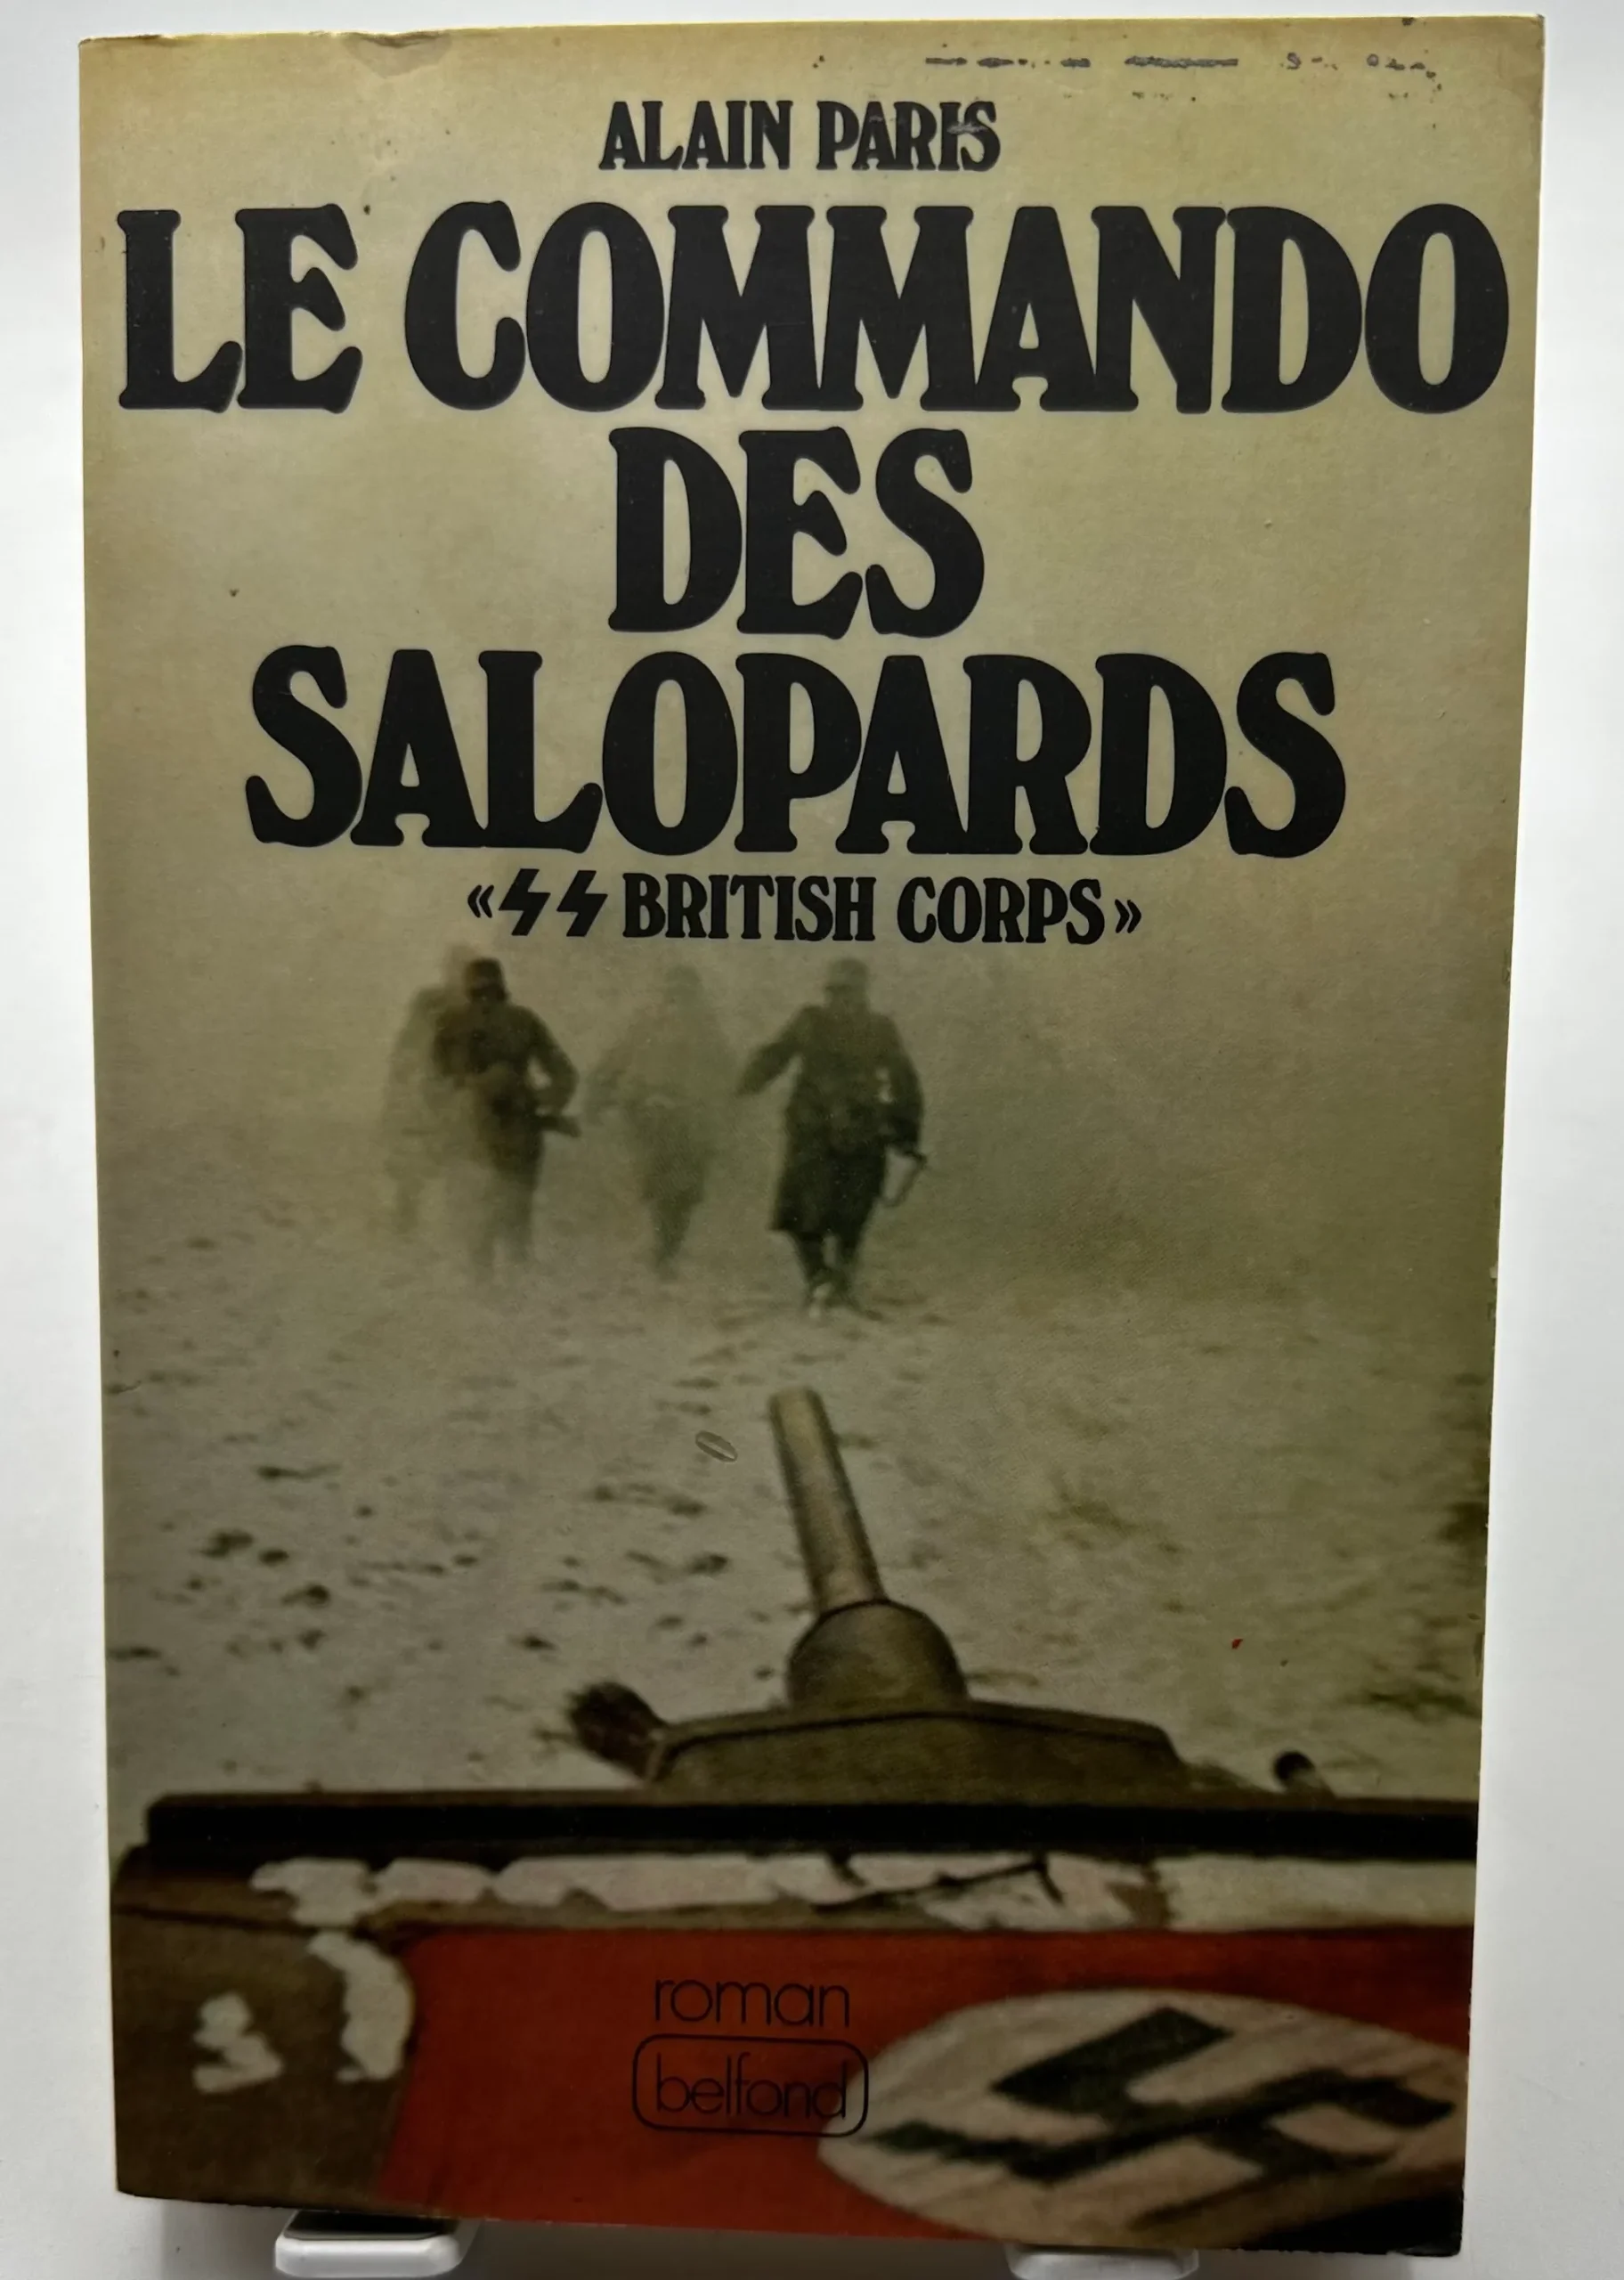 ALAIN PARIS
LE COMMANDO
DES
SALOPARDS
«ϟϟ BRITISH CORPS»
roman
belfond